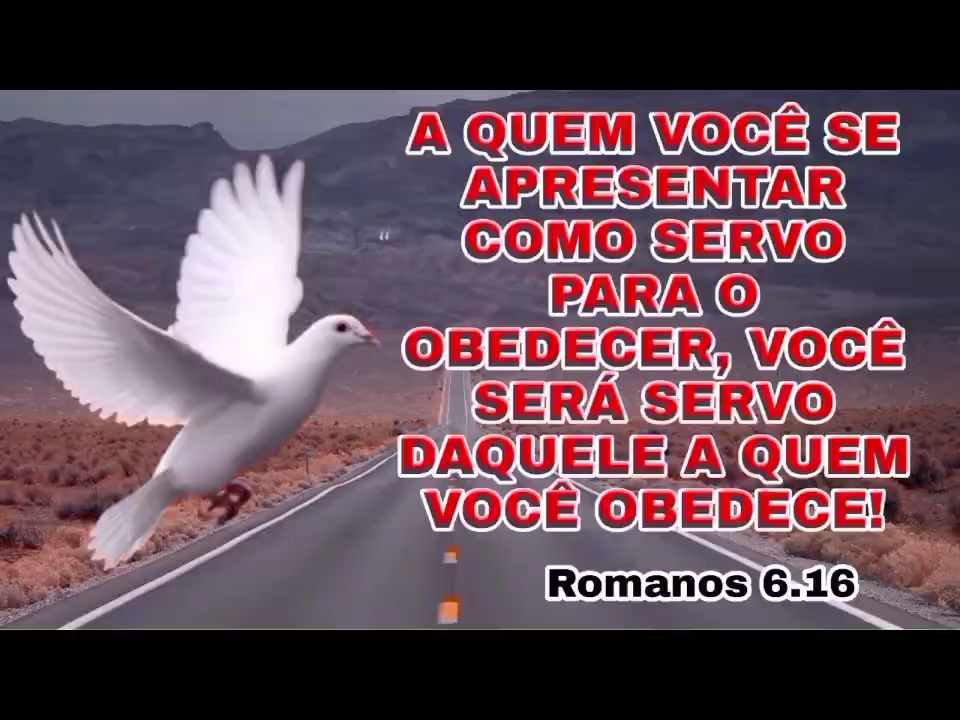 A QUEM VOCÊ SE
APRESENTAR
COMO SERVO
PARA O
OBEDECER, VOCÊ
SERÁ SERVO
DAQUELE A QUEM
VOCÊ OBEDECE!
Romanos 6.16